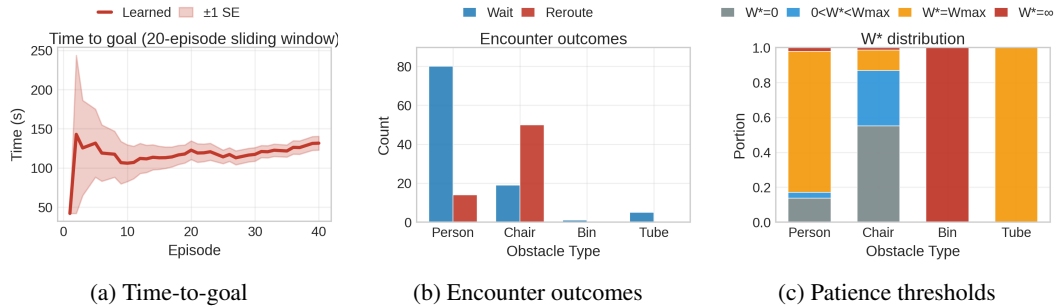 Learned ±1 SE
Time to goal (20-episode sliding window)
250
200
150
100
50
Time (s)
0 10 20 30 40
Episode
(a) Time-to-goal
Wait Reroute
Encounter outcomes
80
60
40
20
0
Count
Person Chair Bin Tube
Obstacle Type
(b) Encounter outcomes
W*=0 0<W*<Wmax W*=Wmax W*=∞
W* distribution
1.0
0.8
0.6
0.4
0.2
0.0
Portion
Person Chair Bin Tube
Obstacle Type
(c) Patience thresholds